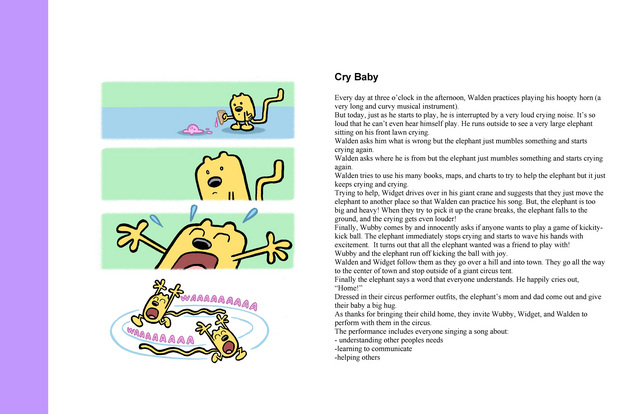 Cry Baby
Every day at three o'clock in the afternoon, Walden practices playing his hoopty horn (a
very long and curvy musical instrument).
But today, just as he starts to play, he is interrupted by a very loud crying noise. It's so
loud that he can't even hear himself play. He runs outside to see a very large elephant
sitting on his front lawn crying.
Walden asks him what is wrong but the elephant just mumbles something and starts
crying again.
Walden asks where he is from but the elephant just mumbles something and starts crying
again.
Walden tries to use his many books, maps, and charts to try to help the elephant but it just
keeps crying and crying.
Trying to help, Widget drives over in his giant crane and suggests that they just move the
elephant to another place so that Walden can practice his song. But, the elephant is too
big and heavy! When they try to pick it up the crane breaks, the elephant falls to the
ground, and the crying gets even louder!
Finally, Wubby comes by and innocently asks if anyone wants to play a game of kickity-
kick ball. The elephant immediately stops crying and starts to wave his hands with
excitement. It turns out that all the elephant wanted was a friend to play with!
Wubby and the elephant run off kicking the ball with joy.
Walden and Widget follow them as they go over a hill and into town. They go all the way
to the center of town and stop outside of a giant circus tent.
Finally the elephant says a word that everyone understands. He happily cries out,
"Home!"
Dressed in their circus performer outfits, the elephant's mom and dad come out and give
their baby a big hug.
As thanks for bringing their child home, they invite Wubby, Widget, and Walden to
perform with them in the circus.
The performance includes everyone singing a song about:
- understanding other peoples needs
-learning to communicate
-helping others
WAAAAAAAAA
WAAAAAAAA